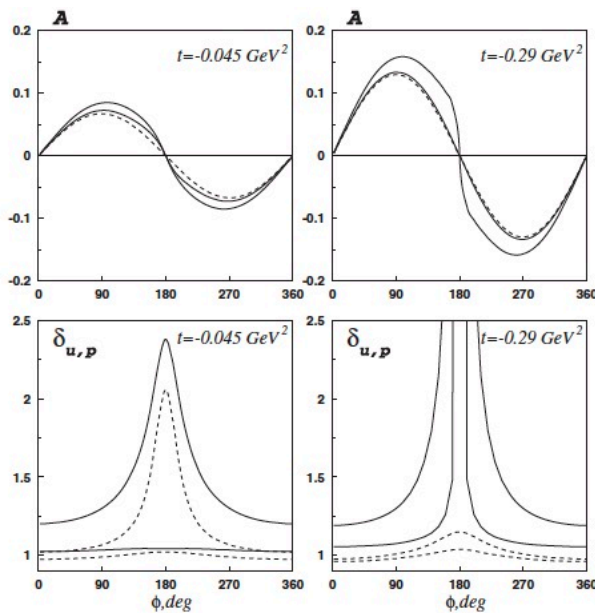 A A
t=-0.045 GeV² t=-0.29 GeV²
0.2 0.2
0.1 0.1
0 0
-0.1 -0.1
-0.2 -0.2
0 90 180 270 360 0 90 180 270 360
2.5 2.5
δu,p t=-0.045 GeV² δu,p t=-0.29 GeV²
2 2
1.5 1.5
1 1
0 90 180 270 360 0 90 180 270 360
ϕ,deg ϕ,deg